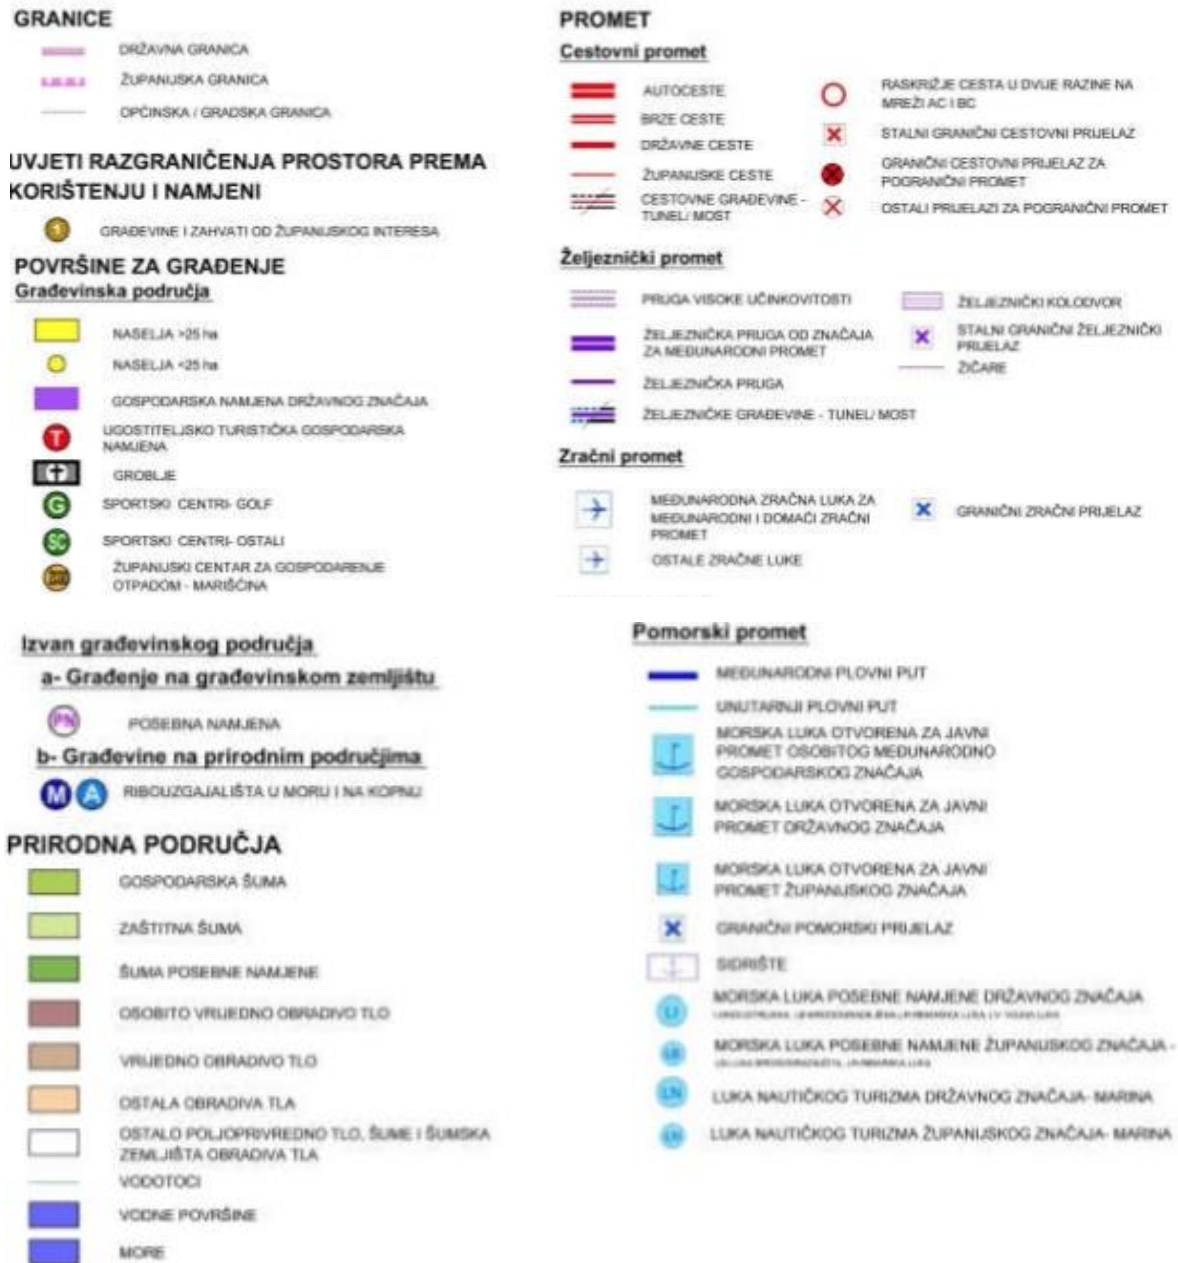 GRANICE
DRŽAVNA GRANICA
ŽUPANIJSKA GRANICA
OPĆINSKA / GRADSKA GRANICA
UVJETI RAZGRANIČENJA PROSTORA PREMA
KORIŠTENJU I NAMJENI
1
GRAĐEVINE I ZAHVATI OD ŽUPANIJSKOG INTERESA
POVRŠINE ZA GRAĐENJE
Građevinska područja
NASELJA >25 ha
NASELJA <25 ha
GOSPODARSKA NAMJENA DRŽAVNOG ZNAČAJA
T
UGOSTITELJSKO TURISTIČKA GOSPODARSKA
NAMJENA
GROBLJE
G
SPORTSKI CENTRI- GOLF
SC
SPORTSKI CENTRI- OSTALI
ŽUPANIJSKI CENTAR ZA GOSPODARENJE
OTPADOM - MARIŠĆINA
Izvan građevinskog područja
a- Građenje na građevinskom zemljištu
PN
POSEBNA NAMJENA
b- Građevine na prirodnim područjima
M A
RIBOUZGAJALIŠTA U MORU I NA KOPNU
PRIRODNA PODRUČJA
GOSPODARSKA ŠUMA
ZAŠTITNA ŠUMA
ŠUMA POSEBNE NAMJENE
OSOBITO VRIJEDNO OBRADIVO TLO
VRIJEDNO OBRADIVO TLO
OSTALA OBRADIVA TLA
OSTALO POLJOPRIVREDNO TLO, ŠUME I ŠUMSKA
ZEMLJIŠTA OBRADIVA TLA
VODOTOCI
VODNE POVRŠINE
MORE
PROMET
Cestovni promet
AUTOCESTE
BRZE CESTE
DRŽAVNE CESTE
ŽUPANIJSKE CESTE
CESTOVNE GRAĐEVINE -
TUNEL/ MOST
RASKRIŽJE CESTA U DVIJE RAZINE NA
MREŽI AC I BC
STALNI GRANIČNI CESTOVNI PRIJELAZ
GRANIČNI CESTOVNI PRIJELAZ ZA
POGRANIČNI PROMET
OSTALI PRIJELAZI ZA POGRANIČNI PROMET
Željeznički promet
PRUGA VISOKE UČINKOVITOSTI
ŽELJEZNIČKA PRUGA OD ZNAČAJA
ZA MEĐUNARODNI PROMET
ŽELJEZNIČKA PRUGA
ŽELJEZNIČKE GRAĐEVINE - TUNEL/ MOST
ŽELJEZNIČKI KOLODVOR
STALNI GRANIČNI ŽELJEZNIČKI
PRIJELAZ
ŽIČARE
Zračni promet
MEĐUNARODNA ZRAČNA LUKA ZA
MEĐUNARODNI I DOMAĆI ZRAČNI
PROMET
OSTALE ZRAČNE LUKE
GRANIČNI ZRAČNI PRIJELAZ
Pomorski promet
MEĐUNARODNI PLOVNI PUT
UNUTARNJI PLOVNI PUT
MORSKA LUKA OTVORENA ZA JAVNI
PROMET OSOBITOG MEĐUNARODNO
GOSPODARSKOG ZNAČAJA
MORSKA LUKA OTVORENA ZA JAVNI
PROMET DRŽAVNOG ZNAČAJA
MORSKA LUKA OTVORENA ZA JAVNI
PROMET ŽUPANIJSKOG ZNAČAJA
GRANIČNI POMORSKI PRIJELAZ
SIDRIŠTE
MORSKA LUKA POSEBNE NAMJENE DRŽAVNOG ZNAČAJA
MORSKA LUKA POSEBNE NAMJENE ŽUPANIJSKOG ZNAČAJA -
LN
LUKA NAUTIČKOG TURIZMA DRŽAVNOG ZNAČAJA- MARINA
LN
LUKA NAUTIČKOG TURIZMA ŽUPANIJSKOG ZNAČAJA- MARINA